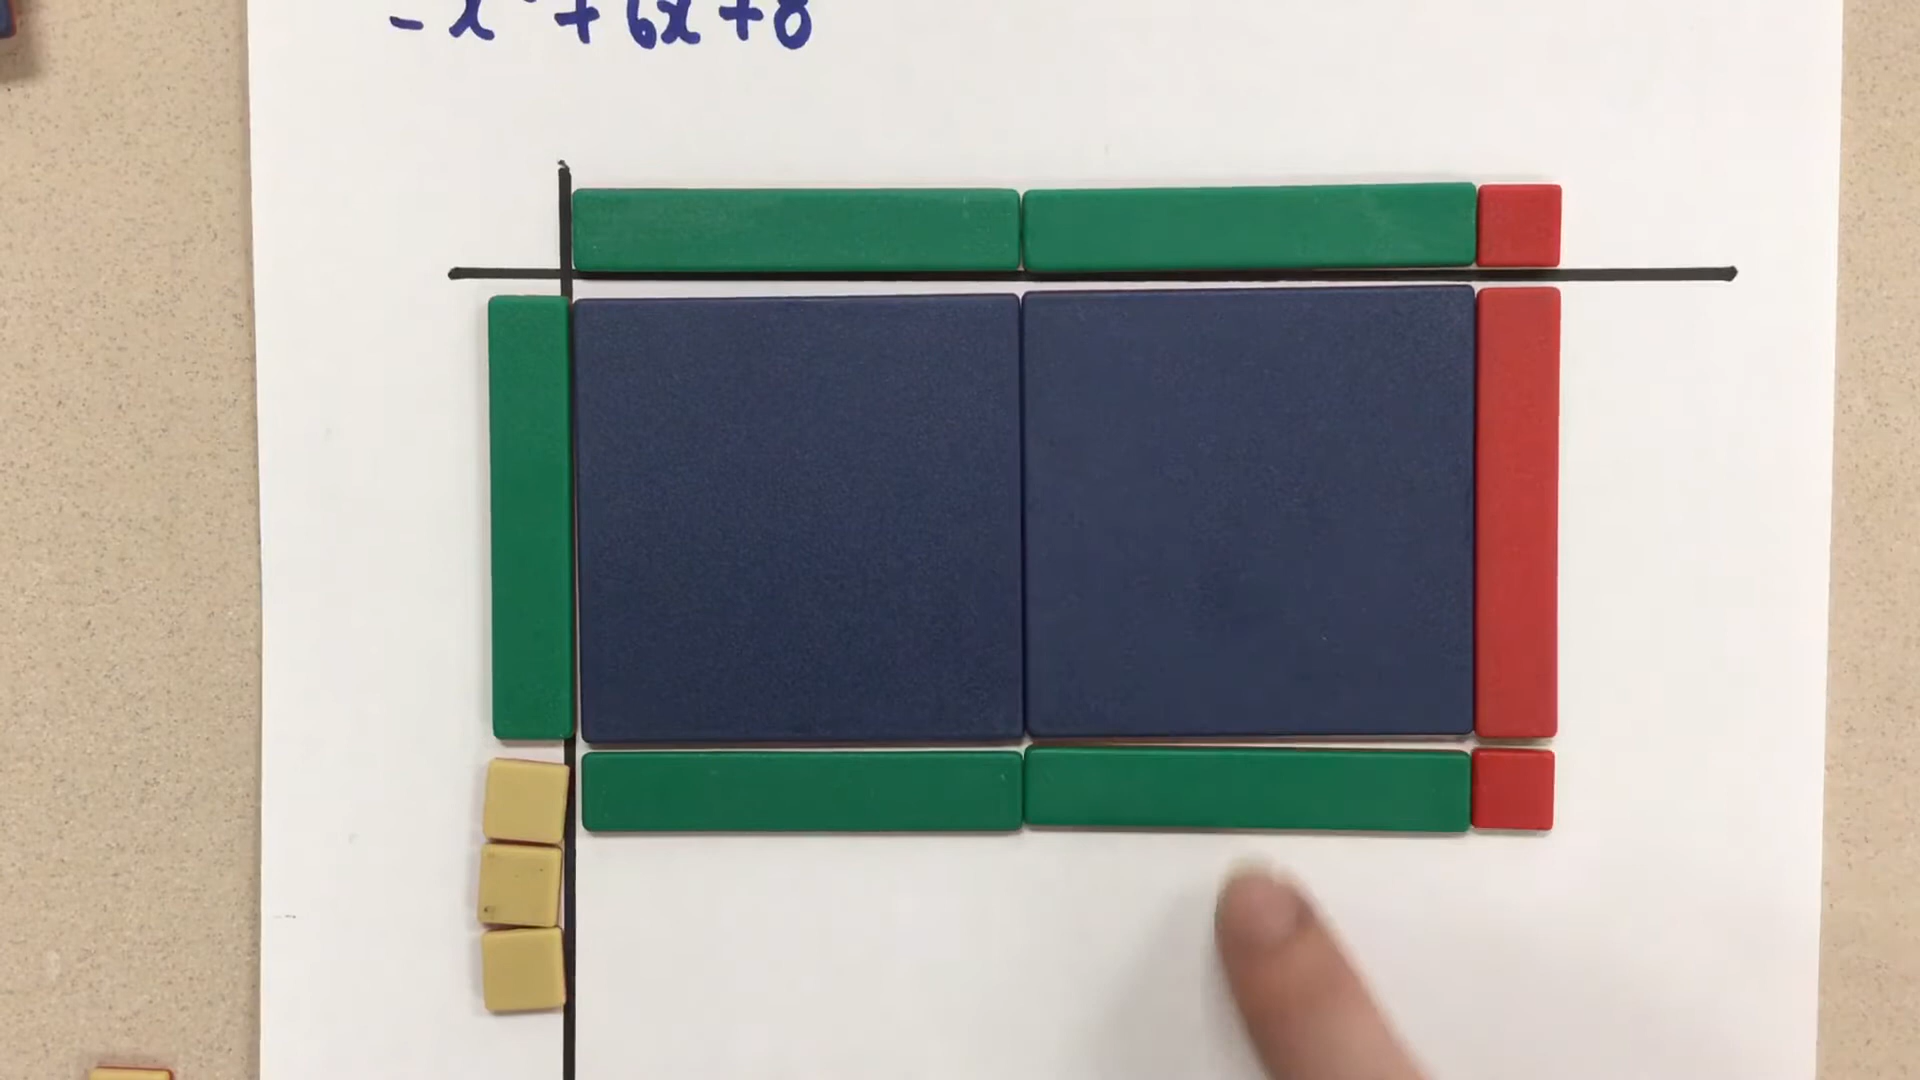 = x² + 6x + 8